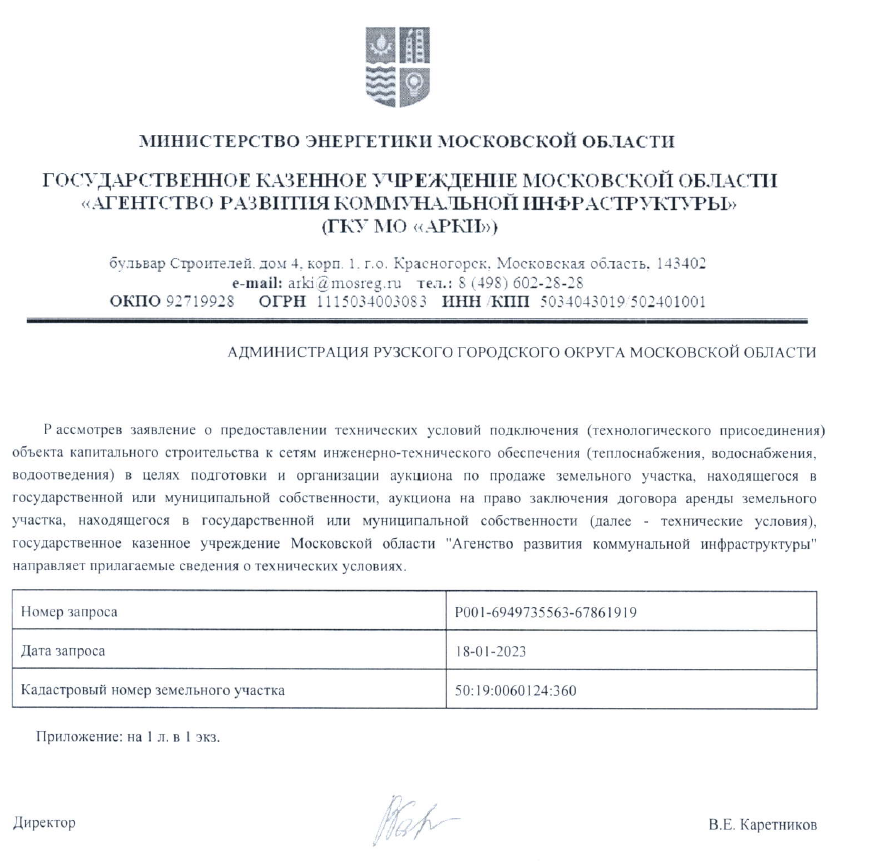 МИНИСТЕРСТВО ЭНЕРГЕТИКИ МОСКОВСКОЙ ОБЛАСТИ
ГОСУДАРСТВЕННОЕ КАЗЕННОЕ УЧРЕЖДЕНИЕ МОСКОВСКОЙ ОБЛАСТИ
«АГЕНТСТВО РАЗВИТИЯ КОММУНАЛЬНОЙ ИНФРАСТРУКТУРЫ»
(ГКУ МО «АРКИ»)
бульвар Строителей, дом 4, корп. 1, г.о. Красногорск, Московская область, 143402
e-mail: arki@mosreg.ru тел.: 8 (498) 602-28-28
ОКПО 92719928 ОГРН 1115034003083 ИНН/КПП 5034043019/502401001
АДМИНИСТРАЦИЯ РУЗСКОГО ГОРОДСКОГО ОКРУГА МОСКОВСКОЙ ОБЛАСТИ
Рассмотрев заявление о предоставлении технических условий подключения (технологического присоединения)
объекта капитального строительства к сетям инженерно-технического обеспечения (теплоснабжения, водоснабжения,
водоотведения) в целях подготовки и организации аукциона по продаже земельного участка, находящегося в
государственной или муниципальной собственности, аукциона на право заключения договора аренды земельного
участка, находящегося в государственной или муниципальной собственности (далее - технические условия),
государственное казенное учреждение Московской области "Агенство развития коммунальной инфраструктуры"
направляет прилагаемые сведения о технических условиях.
Номер запроса P001-6949735563-67861919
Дата запроса 18-01-2023
Кадастровый номер земельного участка 50:19:0060124:360
Приложение: на 1 л. в 1 экз.
Директор В.Е. Каретников